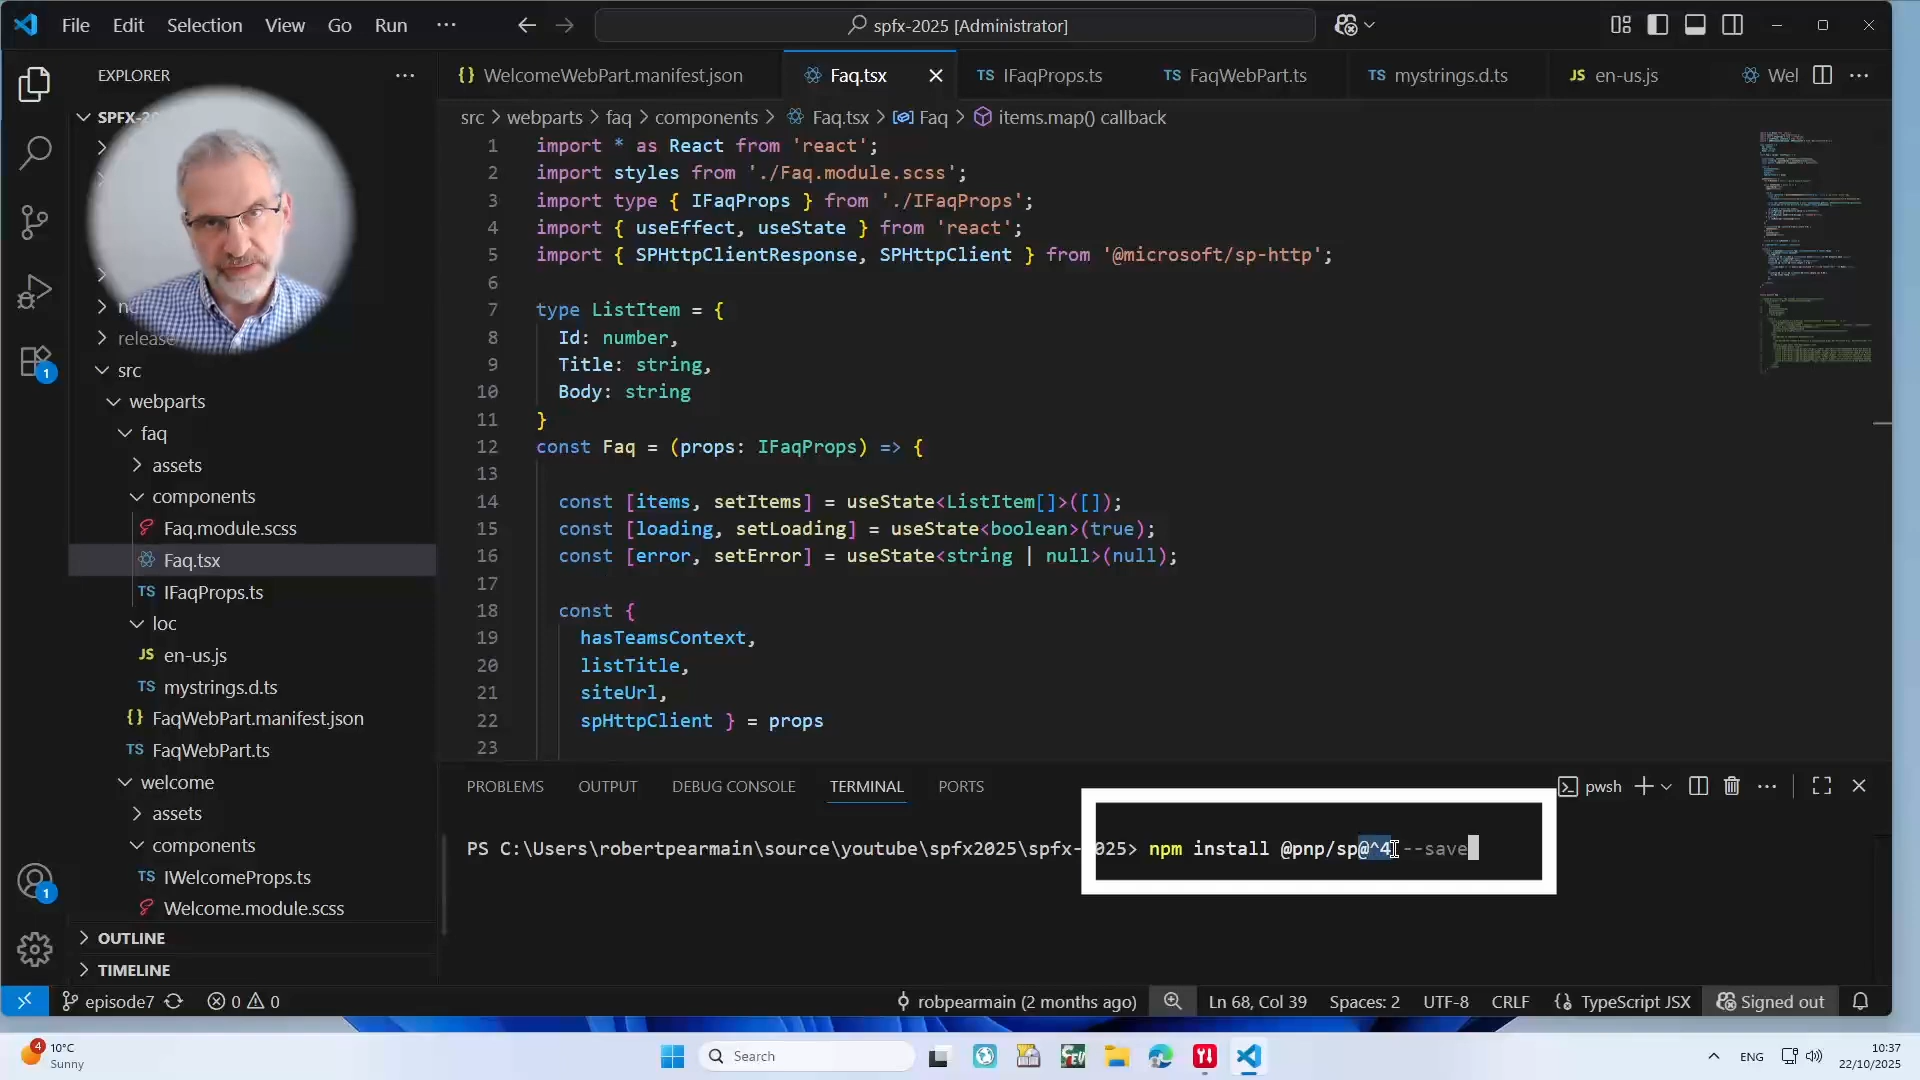 File Edit Selection View Go Run ··· spfx-2025 [Administrator]
EXPLORER ···
WelcomeWebPart.manifest.json Faq.tsx TS IFaqProps.ts TS FaqWebPart.ts TS mystrings.d.ts JS en-us.js Wel ···
SPFX-20
src > webparts > faq > components > Faq.tsx > Faq > items.map() callback
1 import * as React from 'react';
2 import styles from './Faq.module.scss';
3 import type { IFaqProps } from './IFaqProps';
4 import { useEffect, useState } from 'react';
5 import { SPHttpClientResponse, SPHttpClient } from '@microsoft/sp-http';
6
7 type ListItem = {
8 Id: number,
9 Title: string,
10 Body: string
11 }
12 const Faq = (props: IFaqProps) => {
13
14 const [items, setItems] = useState<ListItem[]>([]);
15 const [loading, setLoading] = useState<boolean>(true);
16 const [error, setError] = useState<string | null>(null);
17
18 const {
19 hasTeamsContext,
20 listTitle,
21 siteUrl,
22 spHttpClient } = props
23
release
src
webparts
faq
assets
components
Faq.module.scss
Faq.tsx
TS IFaqProps.ts
loc
JS en-us.js
TS mystrings.d.ts
{} FaqWebPart.manifest.json
TS FaqWebPart.ts
welcome
assets
components
TS IWelcomeProps.ts
Welcome.module.scss
OUTLINE
TIMELINE
1
1
PROBLEMS OUTPUT DEBUG CONSOLE TERMINAL PORTS pwsh ···
PS C:\Users\robertpearmain\source\youtube\spfx2025\spfx-2025> npm install @pnp/sp@^4 --save
episode7 0 0 robpearmain (2 months ago) Ln 68, Col 39 Spaces: 2 UTF-8 CRLF TypeScript JSX Signed out
4 10°C
Sunny
Search
ENG
10:37
22/10/2025